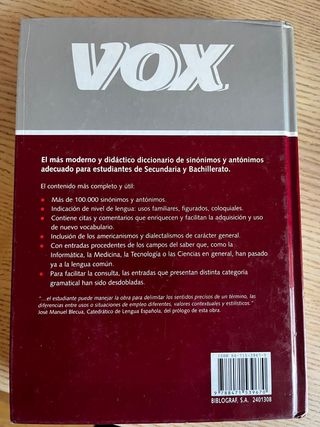 VOX
El más moderno y didáctico diccionario de sinónimos y antónimos
adecuado para estudiantes de Secundaria y Bachillerato.
El contenido más completo y útil:
Más de 100.000 sinónimos y antónimos.
Indicación de nivel de lengua: usos familiares, figurados, coloquiales.
Contiene citas y comentarios que enriquecen y facilitan la adquisición y uso
de nuevo vocabulario.
Inclusión de los americanismos y dialectalismos de carácter general.
Con entradas procedentes de los campos del saber que, como la
Informática, la Medicina, la Tecnología o las Ciencias en general, han pasado
ya a la lengua común.
Para facilitar la consulta, las entradas que presentan distinta categoría
gramatical han sido desdobladas.
"...el estudiante puede manejar la obra para delimitar los sentidos precisos de un término, las
diferencias entre usos o situaciones de empleo diferentes, valores contextuales y estilísticos."
José Manuel Blecua, Catedrático de Lengua Española, del prólogo de esta obra.
BIBLOGRAF, S.A. 2401308